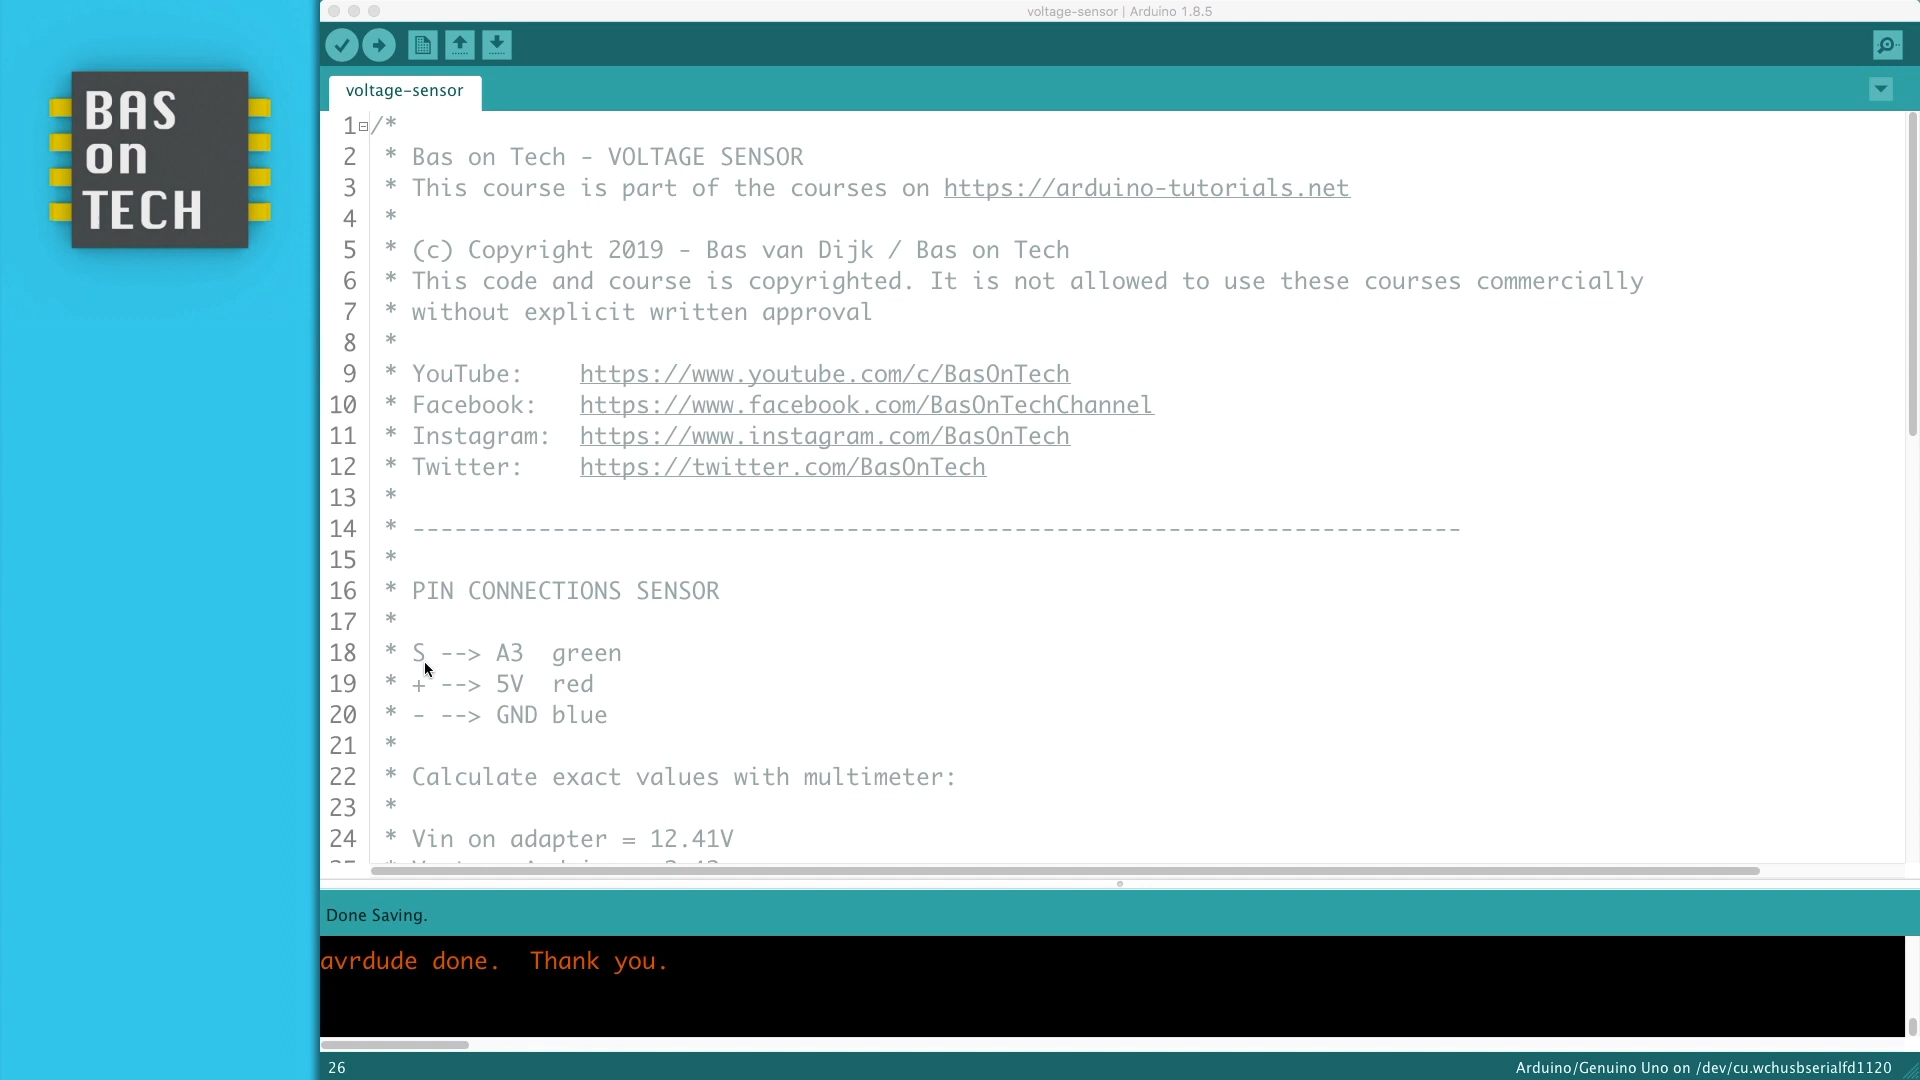 BAS
on
TECH
voltage-sensor | Arduino 1.8.5
voltage-sensor
1 /*
2 * Bas on Tech - VOLTAGE SENSOR
3 * This course is part of the courses on https://arduino-tutorials.net
4 *
5 * (c) Copyright 2019 - Bas van Dijk / Bas on Tech
6 * This code and course is copyrighted. It is not allowed to use these courses commercially
7 * without explicit written approval
8 *
9 * YouTube: https://www.youtube.com/c/BasOnTech
10 * Facebook: https://www.facebook.com/BasOnTechChannel
11 * Instagram: https://www.instagram.com/BasOnTech
12 * Twitter: https://twitter.com/BasOnTech
13 *
14 * ---------------------------------------------------------------------------
15 *
16 * PIN CONNECTIONS SENSOR
17 *
18 * S --> A3 green
19 * + --> 5V red
20 * - --> GND blue
21 *
22 * Calculate exact values with multimeter:
23 *
24 * Vin on adapter = 12.41V
Done Saving.
avrdude done. Thank you.
26
Arduino/Genuino Uno on /dev/cu.wchusbserialfd1120